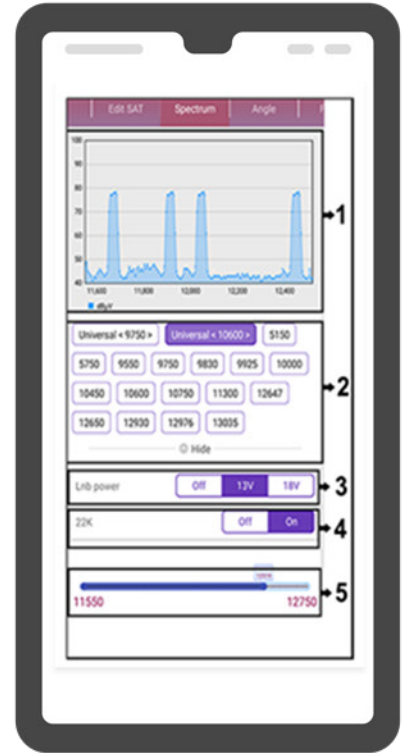 Edit SAT Spectrum Angle
100
90
80
70
60
50
40
11,600 11,800 12,000 12,200 12,400
dBµV
1
Universal < 9750 > Universal < 10600 > 5150
5750 9550 9750 9830 9925 10000
10450 10600 10750 11300 12647
12650 12930 12976 13035
Hide
2
Lnb power Off 13V 18V
3
22K Off On
4
11550 12750
5